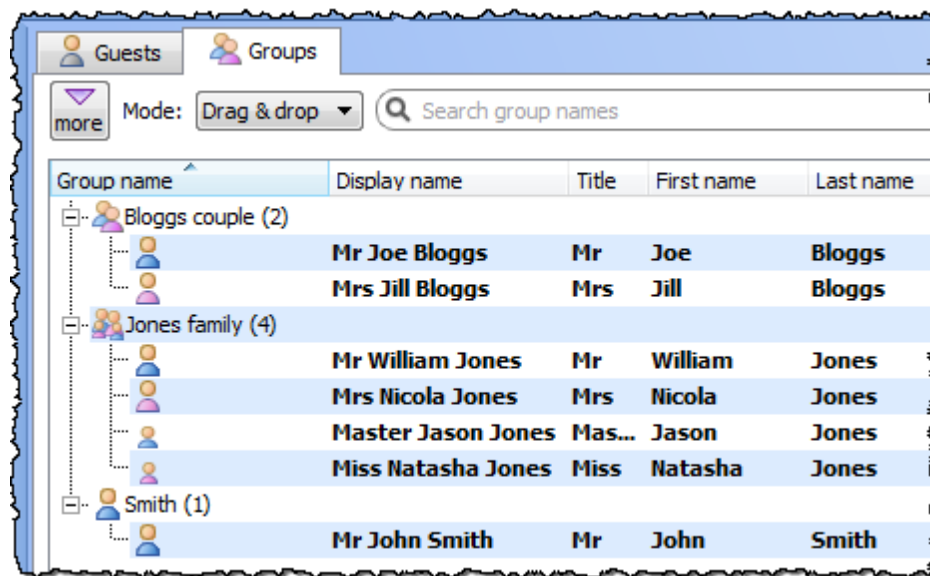 Guests Groups
more Mode: Drag & drop Search group names
Group name Display name Title First name Last name
Bloggs couple (2)
Mr Joe Bloggs Mr Joe Bloggs
Mrs Jill Bloggs Mrs Jill Bloggs
Jones family (4)
Mr William Jones Mr William Jones
Mrs Nicola Jones Mrs Nicola Jones
Master Jason Jones Mas... Jason Jones
Miss Natasha Jones Miss Natasha Jones
Smith (1)
Mr John Smith Mr John Smith